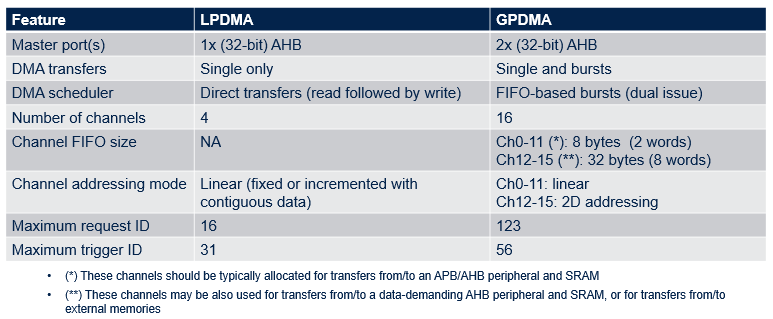 Feature LPDMA GPDMA
Master port(s) 1x (32-bit) AHB 2x (32-bit) AHB
DMA transfers Single only Single and bursts
DMA scheduler Direct transfers (read followed by write) FIFO-based bursts (dual issue)
Number of channels 4 16
Channel FIFO size NA Ch0-11 (*): 8 bytes (2 words)
Ch12-15 (**): 32 bytes (8 words)
Channel addressing mode Linear (fixed or incremented with Ch0-11: linear
contiguous data) Ch12-15: 2D addressing
Maximum request ID 16 123
Maximum trigger ID 31 56
• (*) These channels should be typically allocated for transfers from/to an APB/AHB peripheral and SRAM
• (**) These channels may be also used for transfers from/to a data-demanding AHB peripheral and SRAM, or for transfers from/to
external memories